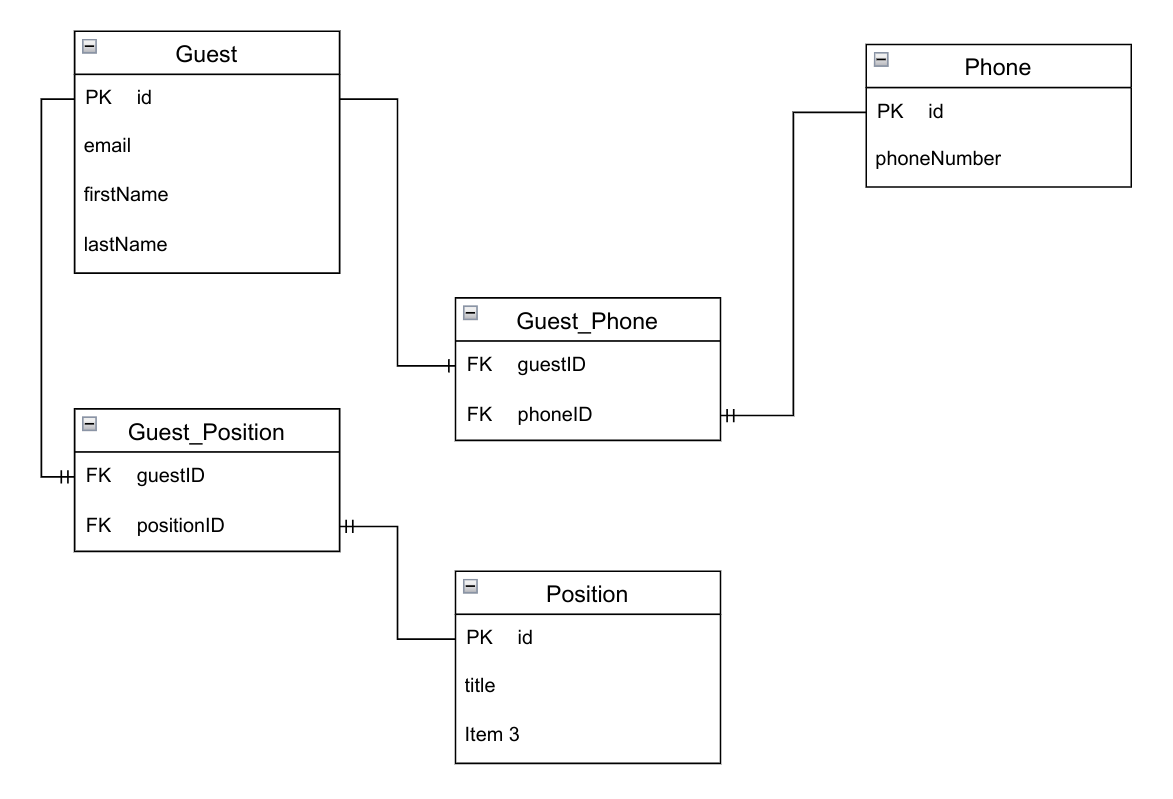 Guest
PK id
email
firstName
lastName
Phone
PK id
phoneNumber
Guest_Phone
FK guestID
FK phoneID
Guest_Position
FK guestID
FK positionID
Position
PK id
title
Item 3